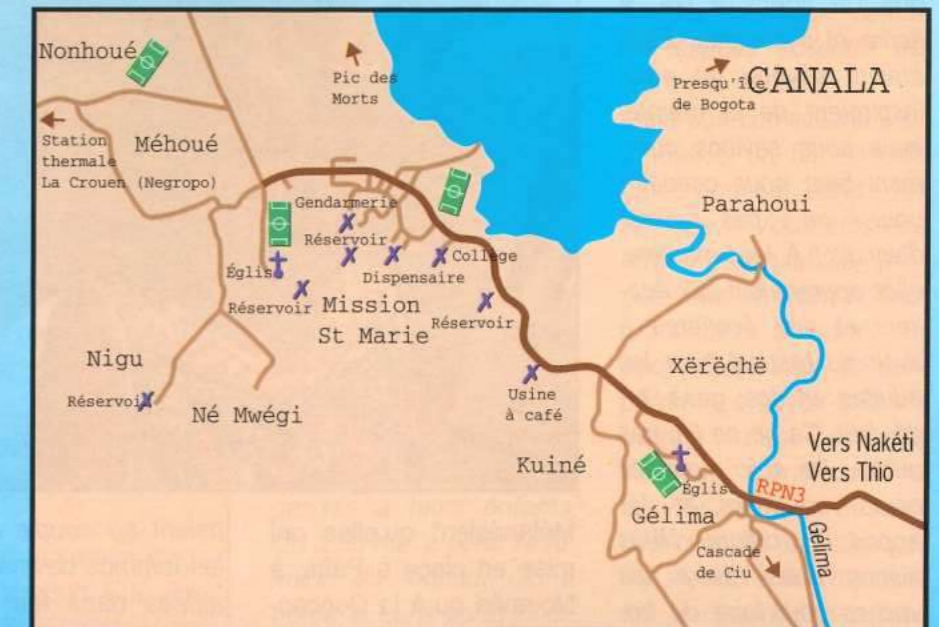 Nonhoué
Pic des
Morts
Presqu'île
de Bogota
CANALA
Station
thermale
La Crouen (Negropo)
Méhoué
Gendarmerie
Réservoir
Parahoui
Église
Collège
Dispensaire
Réservoir
Mission
St Marie
Réservoir
Nigu
Réservoir
Né Mwégi
Xërëchë
Usine
à café
Kuiné
Vers Nakéti
Vers Thio
Église
RPN3
Gélima
Cascade
de Ciu
Gélima